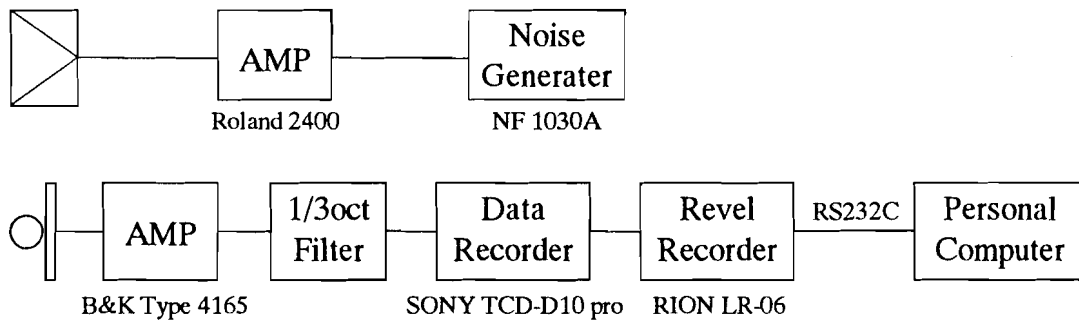 AMP
Noise
Generater
Roland 2400
NF 1030A
AMP
1/3oct
Filter
Data
Recorder
Revel
Recorder
RS232C
Personal
Computer
B&K Type 4165
SONY TCD-D10 pro
RION LR-06